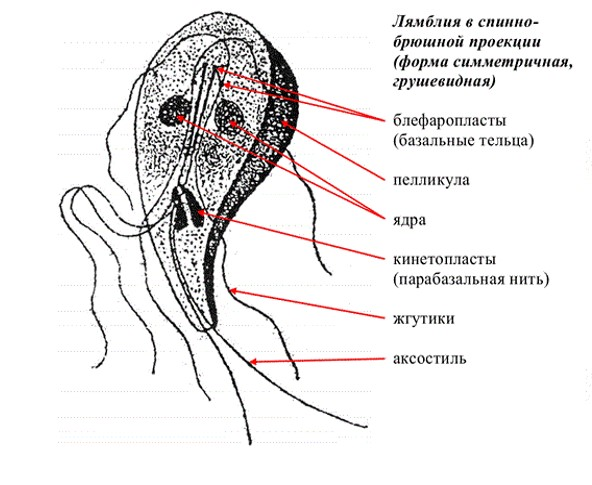 Лямблия в спинно-
брюшной проекции
(форма симметричная,
грушевидная)
блефаропласты
(базальные тельца)
пелликула
ядра
кинетопласты
(парабазальная нить)
жгутики
аксостиль